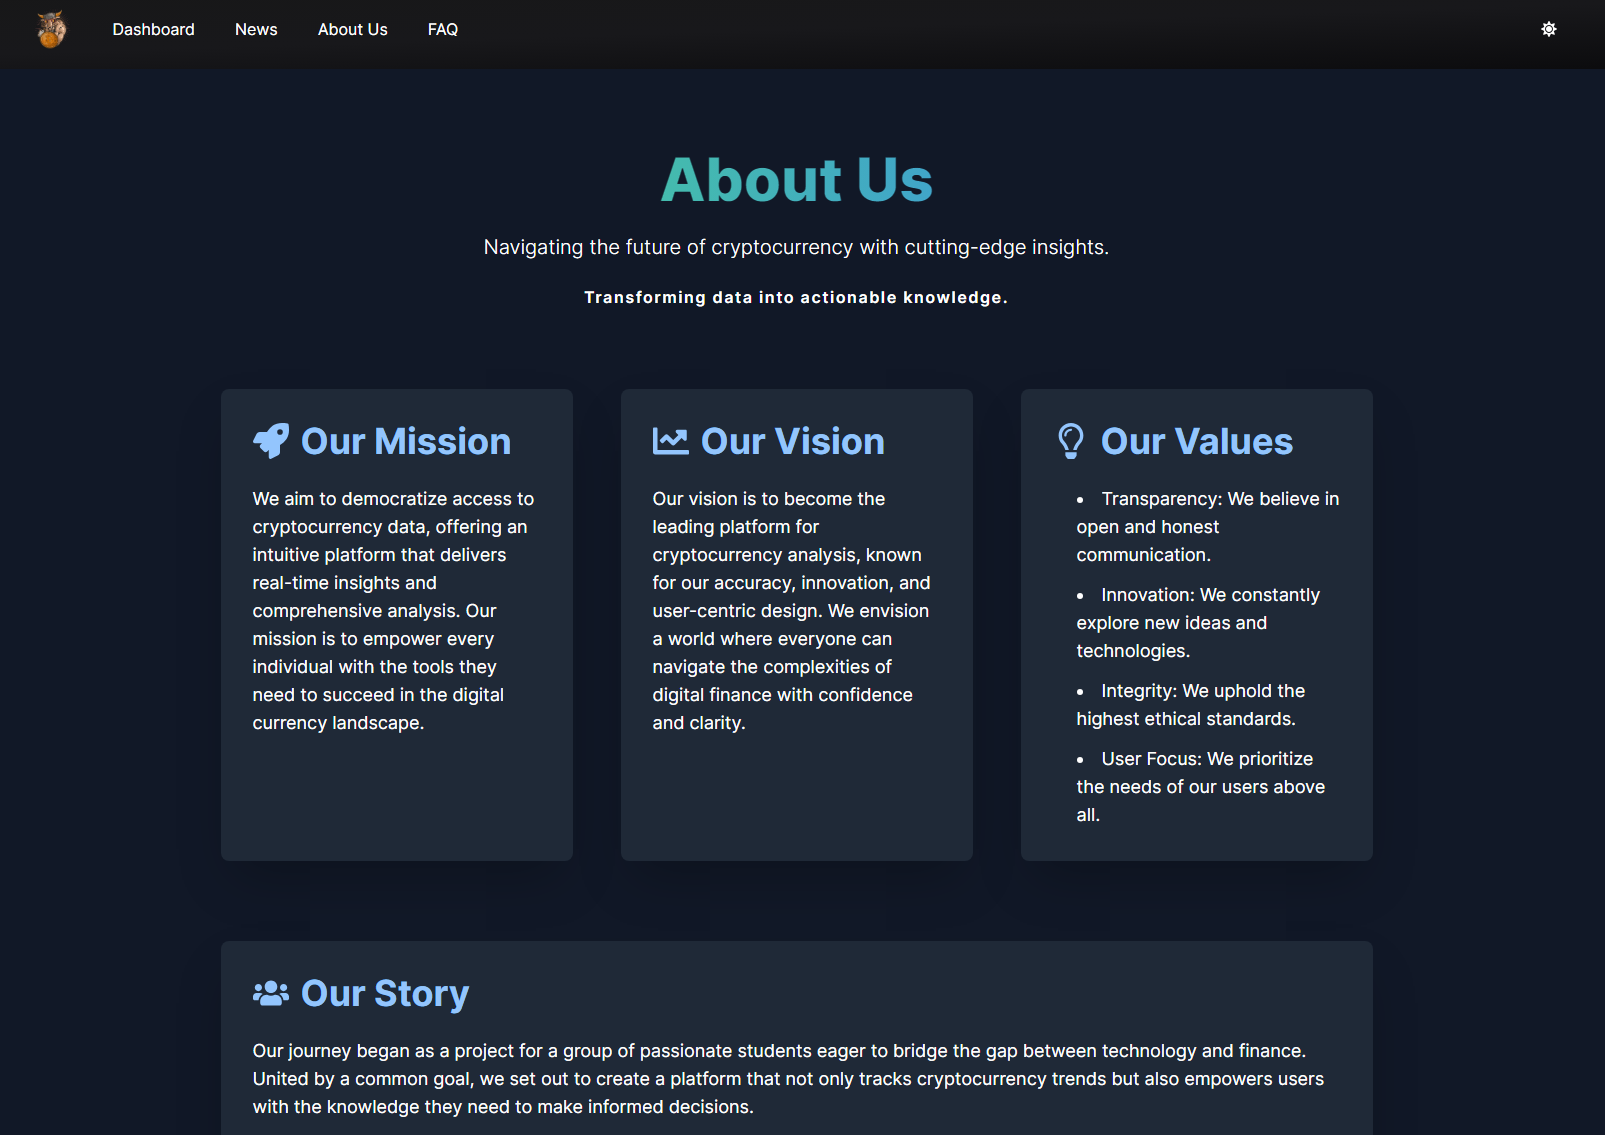 Dashboard News About Us FAQ
About Us
Navigating the future of cryptocurrency with cutting-edge insights.
Transforming data into actionable knowledge.
Our Mission
We aim to democratize access to
cryptocurrency data, offering an
intuitive platform that delivers
real-time insights and
comprehensive analysis. Our
mission is to empower every
individual with the tools they
need to succeed in the digital
currency landscape.
Our Vision
Our vision is to become the
leading platform for
cryptocurrency analysis, known
for our accuracy, innovation, and
user-centric design. We envision
a world where everyone can
navigate the complexities of
digital finance with confidence
and clarity.
Our Values
• Transparency: We believe in
open and honest
communication.
• Innovation: We constantly
explore new ideas and
technologies.
• Integrity: We uphold the
highest ethical standards.
• User Focus: We prioritize
the needs of our users above
all.
Our Story
Our journey began as a project for a group of passionate students eager to bridge the gap between technology and finance.
United by a common goal, we set out to create a platform that not only tracks cryptocurrency trends but also empowers users
with the knowledge they need to make informed decisions.